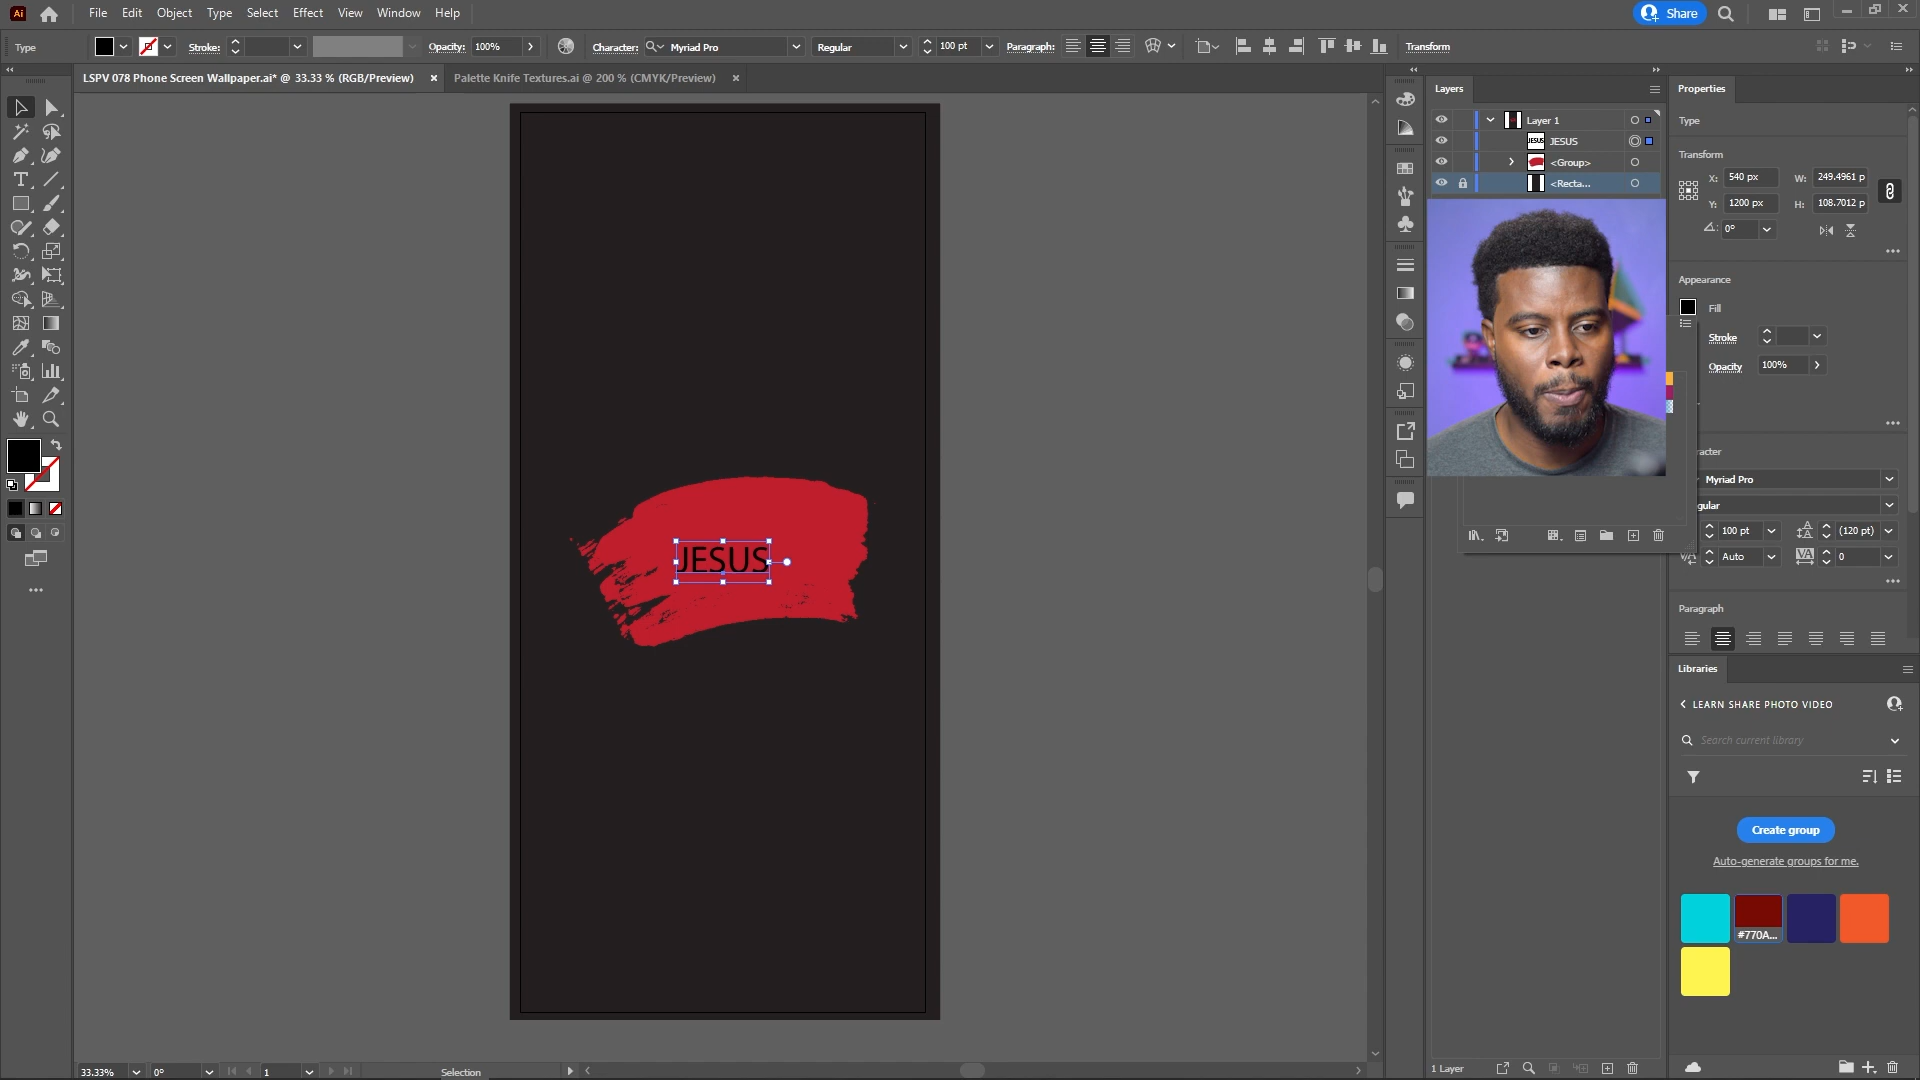 Ai File Edit Object Type Select Effect View Window Help Share
Type Stroke: Opacity: 100% Character: Myriad Pro Regular 100 pt Paragraph: Transform
LSPV 078 Phone Screen Wallpaper.ai* @ 33.33 % (RGB/Preview) × Palette Knife Textures.ai @ 200 % (CMYK/Preview) ×
Layers
Layer 1
JESUS JESUS
<Group>
<Recta...
Properties
Type
Transform
X: 540 px W: 249.4961 p
Y: 1200 px H: 108.7012 p
0°
Appearance
Fill
Stroke
Opacity 100%
racter
Myriad Pro
gular
100 pt (120 pt)
Auto 0
Paragraph
JESUS
Libraries
LEARN SHARE PHOTO VIDEO
Search current library
Create group
Auto-generate groups for me.
#770A...
33.33% 0° 1 Selection
1 Layer